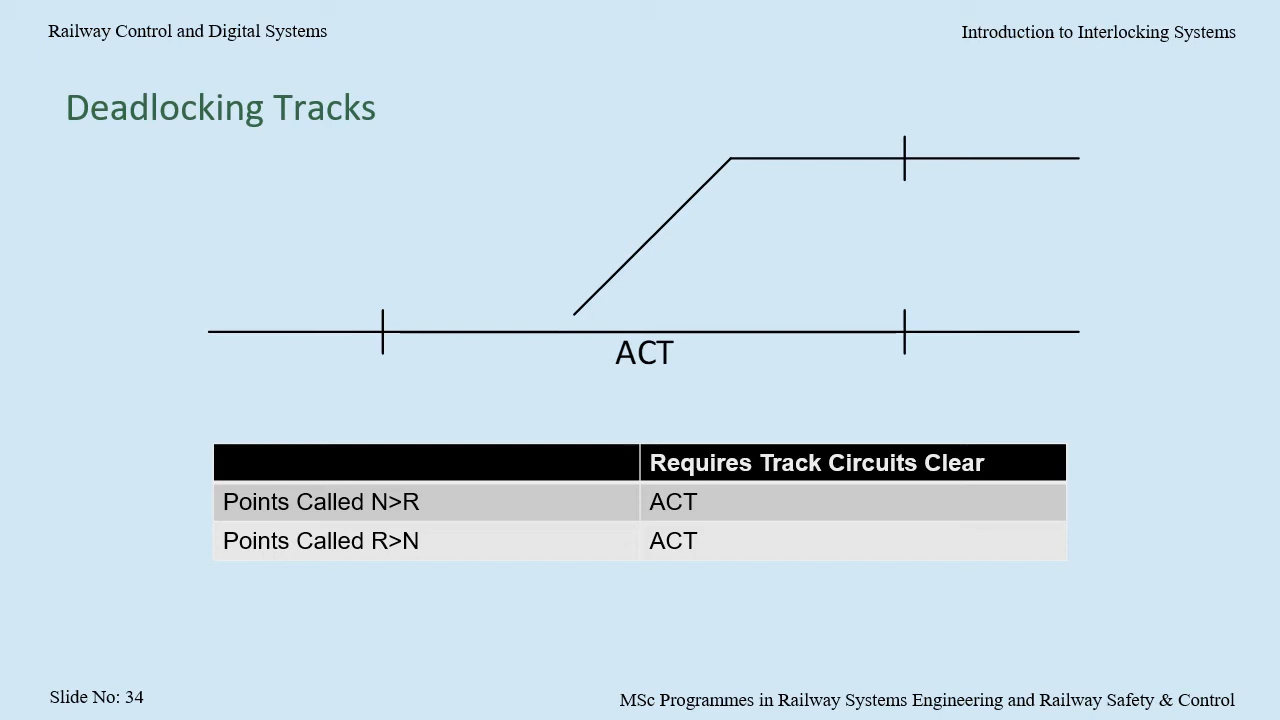 Railway Control and Digital Systems
Introduction to Interlocking Systems
Deadlocking Tracks
ACT
Requires Track Circuits Clear
Points Called N>R ACT
Points Called R>N ACT
Slide No: 34
MSc Programmes in Railway Systems Engineering and Railway Safety & Control